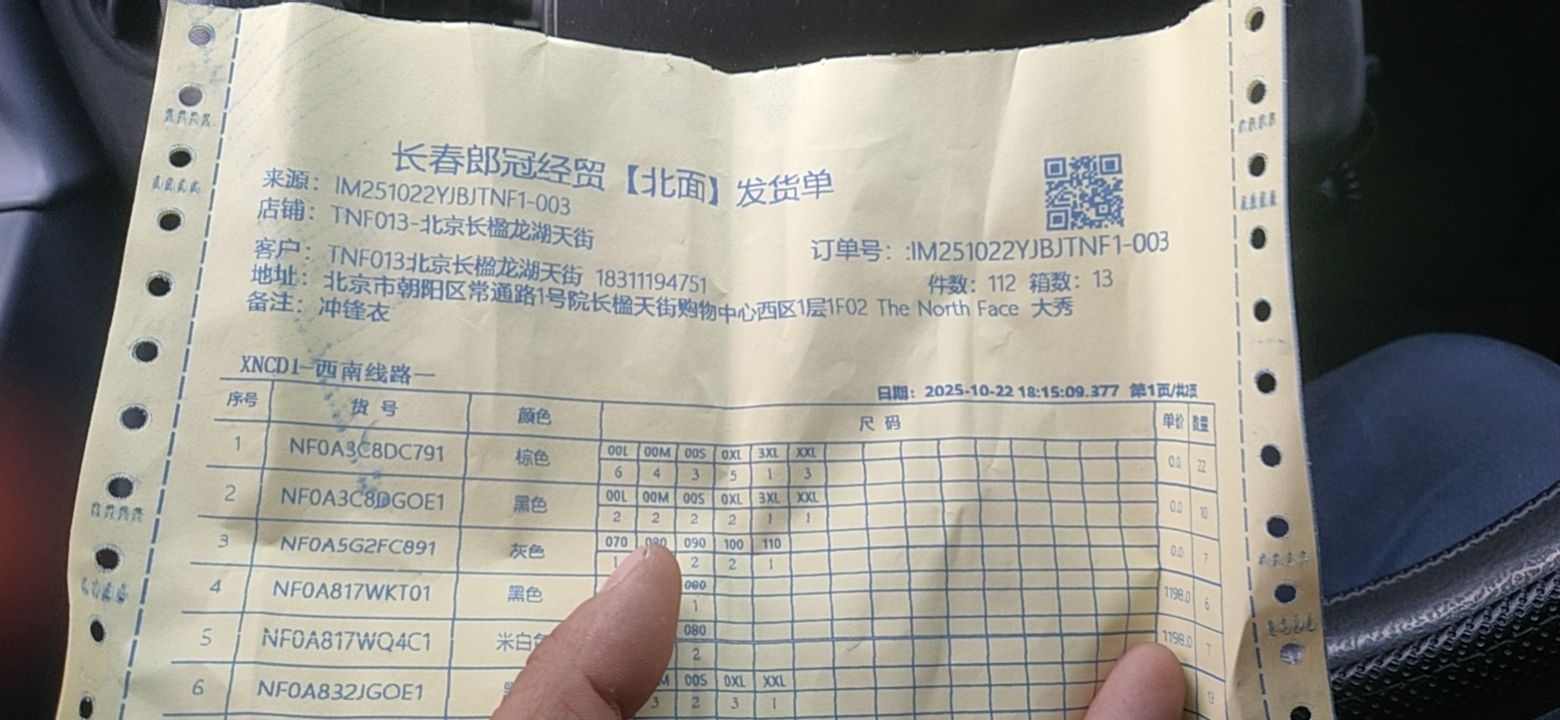 长春郎冠经贸【北面】发货单
来源: IM251022YJBJTNF1-003
店铺: TNF013-北京长楹龙湖天街
订单号: :IM251022YJBJTNF1-003
客户: TNF013北京长楹龙湖天街 18311194751
件数: 112 箱数: 13
地址: 北京市朝阳区常通路1号院长楹天街购物中心西区1层1F02 The North Face 大秀
备注: 冲锋衣
XNCD1-西南线路一
日期: 2025-10-22 18:15:09.377 第1页/共2页
序号 货 号 颜色 尺 码 单价 数量
1 NF0A3C8DC791 棕色 00L 00M 00S 0XL 3XL XXL 0.0 22
6 4 3 5 1 3
2 NF0A3C8DGOE1 黑色 00L 00M 00S 0XL 3XL XXL 0.0 10
2 2 2 2 1 1
3 NF0A5G2FC891 灰色 070 080 090 100 110 0.0 7
1 2 2 1
4 NF0A817WKT01 黑色 1198.0 6
1
5 NF0A817WQ4C1 米白色 080 1198.0 7
2
6 NF0A832JGOE1 00S 0XL XXL 13
3 2 3 1